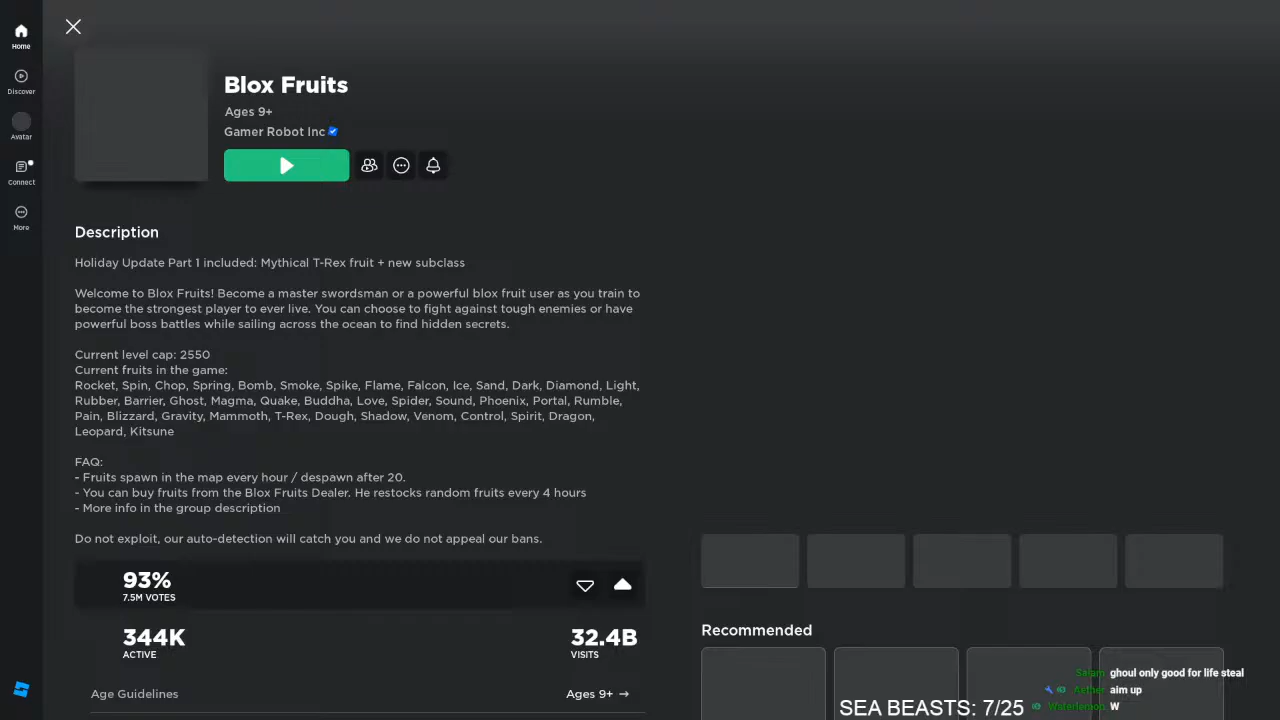 Home
Discover
Avatar
Connect
More
Blox Fruits
Ages 9+
Gamer Robot Inc
Description
Holiday Update Part 1 included: Mythical T-Rex fruit + new subclass
Welcome to Blox Fruits! Become a master swordsman or a powerful blox fruit user as you train to
become the strongest player to ever live. You can choose to fight against tough enemies or have
powerful boss battles while sailing across the ocean to find hidden secrets.
Current level cap: 2550
Current fruits in the game:
Rocket, Spin, Chop, Spring, Bomb, Smoke, Spike, Flame, Falcon, Ice, Sand, Dark, Diamond, Light,
Rubber, Barrier, Ghost, Magma, Quake, Buddha, Love, Spider, Sound, Phoenix, Portal, Rumble,
Pain, Blizzard, Gravity, Mammoth, T-Rex, Dough, Shadow, Venom, Control, Spirit, Dragon,
Leopard, Kitsune
FAQ:
- Fruits spawn in the map every hour / despawn after 20.
- You can buy fruits from the Blox Fruits Dealer. He restocks random fruits every 4 hours
- More info in the group description
Do not exploit, our auto-detection will catch you and we do not appeal our bans.
93%
7.5M VOTES
344K
ACTIVE
32.4B
VISITS
Age Guidelines
Ages 9+ →
Recommended
ghoul only good for life steal
Aether aim up
W
SEA BEASTS: 7/25